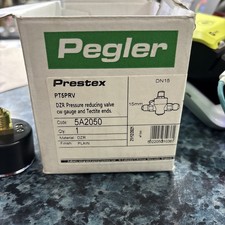 Pegler
Prestex
DN15
PT5PRV
DZR Pressure reducing valve
cw gauge and Tectite ends.
15mm
Code: 5A2050
Qty: 1
Material: DZR
Finish: PLAIN